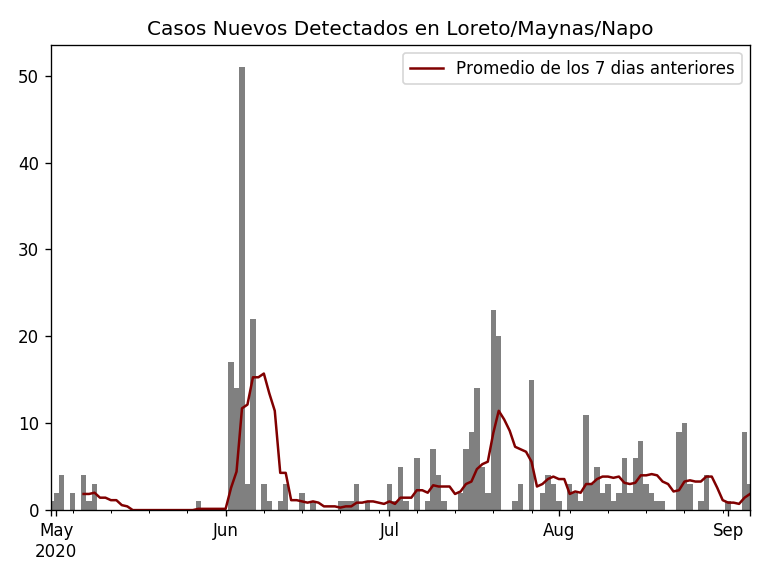 Casos Nuevos Detectados en Loreto/Maynas/Napo
Promedio de los 7 dias anteriores
50
40
30
20
10
0
May Jun Jul Aug Sep
2020